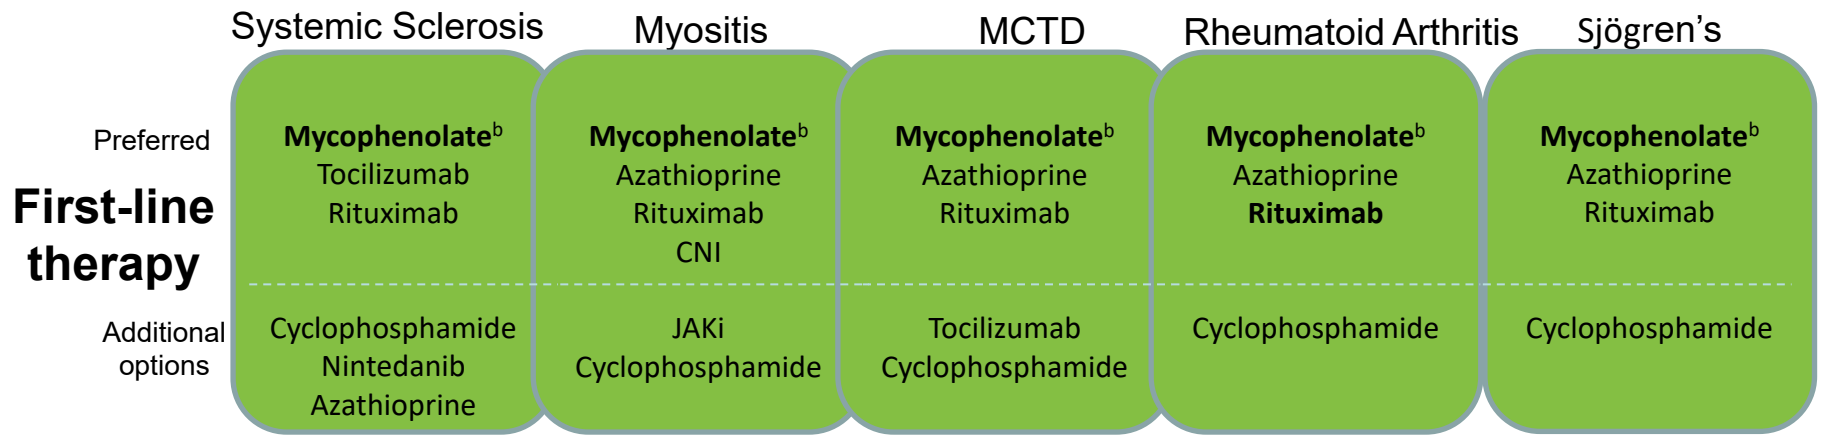 Systemic Sclerosis
Myositis
MCTD
Rheumatoid Arthritis
Sjögren's
Preferred
First-line
therapy
Additional
options
Mycophenolateᵇ
Tocilizumab
Rituximab
Cyclophosphamide
Nintedanib
Azathioprine
Mycophenolateᵇ
Azathioprine
Rituximab
CNI
JAKi
Cyclophosphamide
Mycophenolateᵇ
Azathioprine
Rituximab
Tocilizumab
Cyclophosphamide
Mycophenolateᵇ
Azathioprine
Rituximab
Cyclophosphamide
Mycophenolateᵇ
Azathioprine
Rituximab
Cyclophosphamide